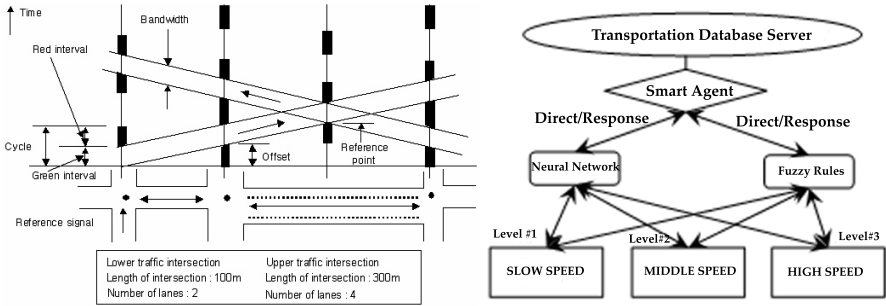 Time
Bandwidth
Red interval
Cycle
Green interval
Offset
Reference
point
Reference signal
Lower traffic intersection
Length of intersection : 100m
Number of lanes : 2
Upper traffic intersection
Length of intersection : 300m
Number of lanes : 4
Transportation Database Server
Smart Agent
Direct/Response
Direct/Response
Neural Network
Fuzzy Rules
Level #1
Level#2
Level#3
SLOW SPEED
MIDDLE SPEED
HIGH SPEED